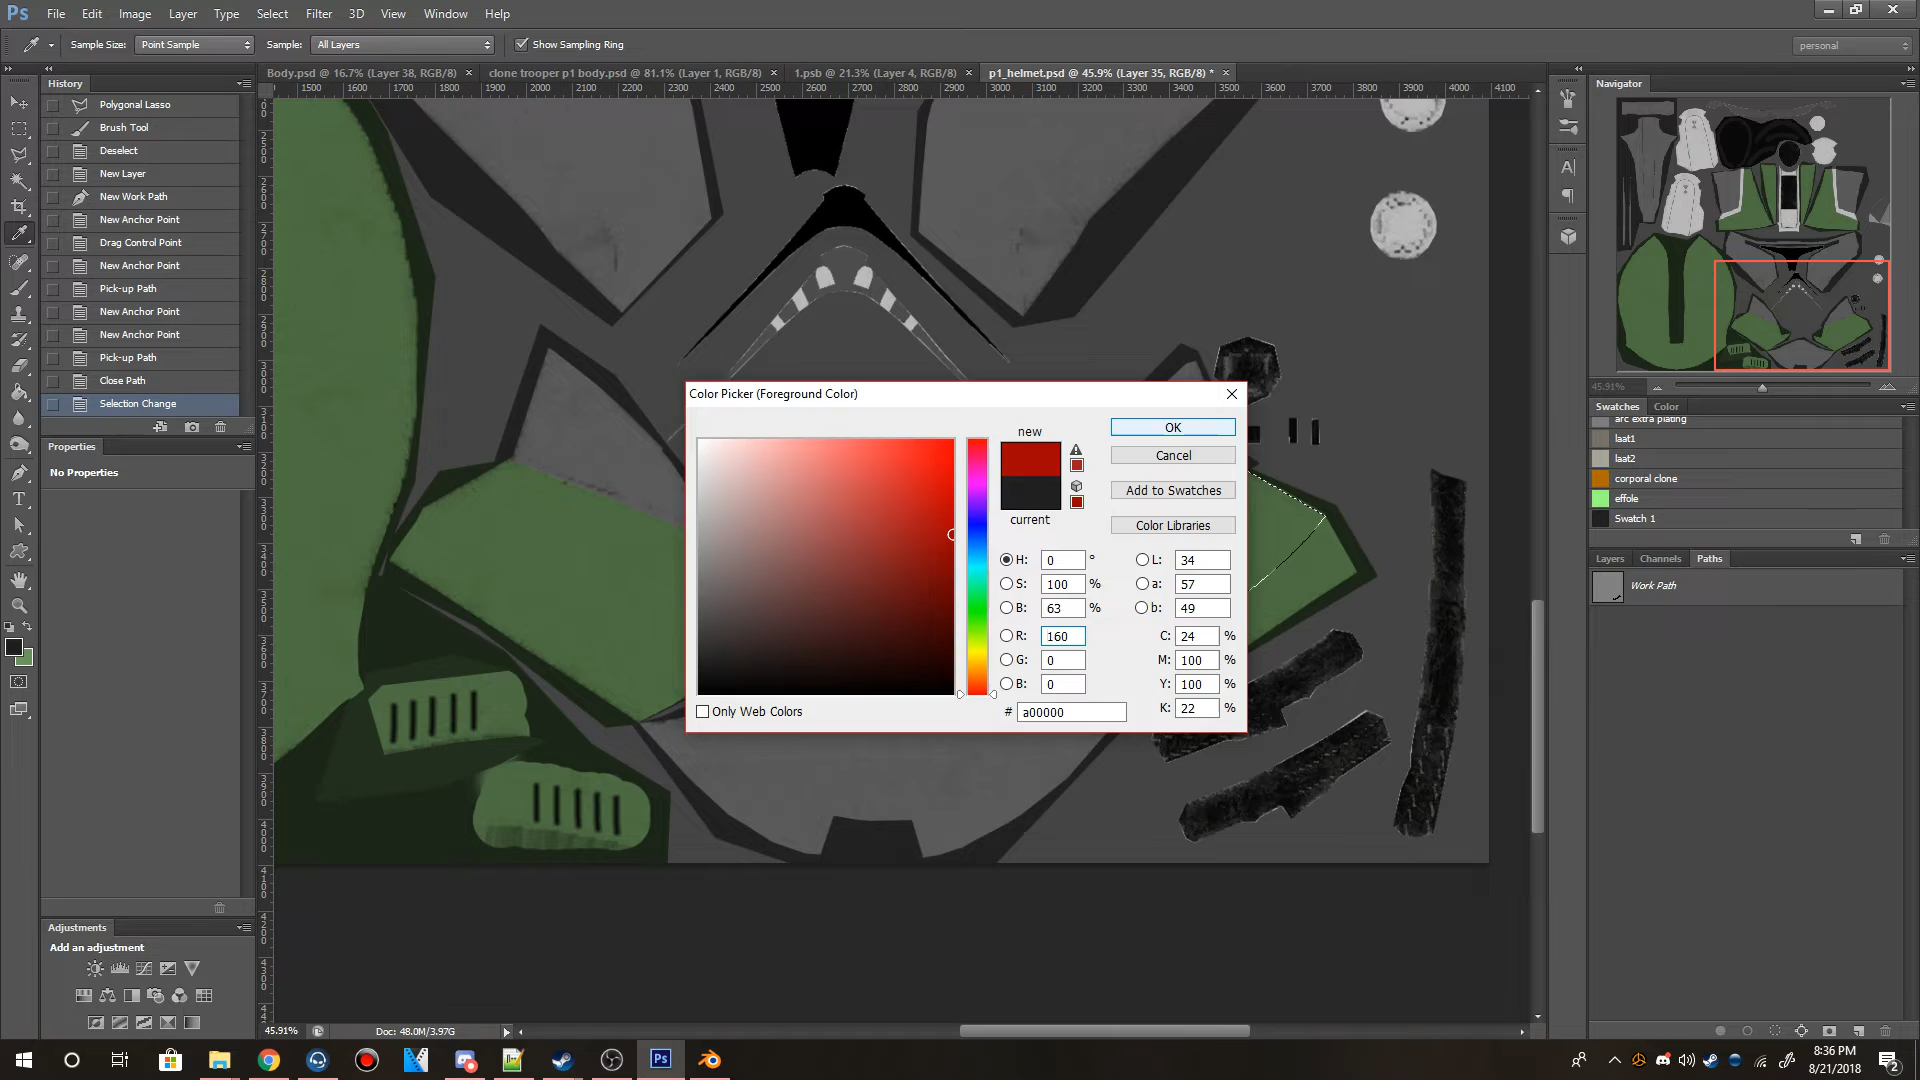 Ps File Edit Image Layer Type Select Filter 3D View Window Help
Sample Size: Point Sample Sample: All Layers Show Sampling Ring personal
History
Body.psd @ 16.7% (Layer 38, RGB/8) × clone trooper p1 body.psd @ 81.1% (Layer 1, RGB/8) × 1.psb @ 21.3% (Layer 4, RGB/8) × p1_helmet.psd @ 45.9% (Layer 35, RGB/8) * ×
Navigator
1500 1600 1700 1800 1900 2000 2100 2200 2300 2400 2500 2600 2700 2800 2900 3000 3100 3200 3300 3400 3500 3600 3700 3800 3900 4000 4100
Polygonal Lasso
Brush Tool
Deselect
New Layer
New Work Path
New Anchor Point
Drag Control Point
New Anchor Point
Pick-up Path
New Anchor Point
New Anchor Point
Pick-up Path
Close Path
Selection Change
Properties
No Properties
Adjustments
Add an adjustment
Color Picker (Foreground Color)
new
current
OK
Cancel
Add to Swatches
Color Libraries
H: 0 °
S: 100 %
B: 63 %
R: 160
G: 0
B: 0
L: 34
a: 57
b: 49
C: 24 %
M: 100 %
Y: 100 %
K: 22 %
# a00000
Only Web Colors
45.91%
Swatches Color
arc extra plating
laat1
laat2
corporal clone
effole
Swatch 1
Layers Channels Paths
Work Path
45.91% Doc: 48.0M/3.97G
Ps
8:36 PM
8/21/2018
2